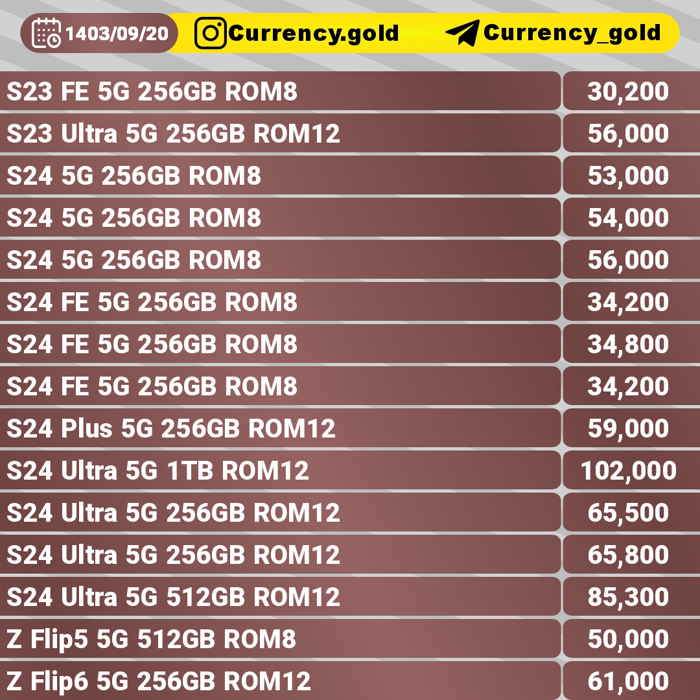 1403/09/20 Currency.gold Currency_gold
S23 FE 5G 256GB ROM8 30,200
S23 Ultra 5G 256GB ROM12 56,000
S24 5G 256GB ROM8 53,000
S24 5G 256GB ROM8 54,000
S24 5G 256GB ROM8 56,000
S24 FE 5G 256GB ROM8 34,200
S24 FE 5G 256GB ROM8 34,800
S24 FE 5G 256GB ROM8 34,200
S24 Plus 5G 256GB ROM12 59,000
S24 Ultra 5G 1TB ROM12 102,000
S24 Ultra 5G 256GB ROM12 65,500
S24 Ultra 5G 256GB ROM12 65,800
S24 Ultra 5G 512GB ROM12 85,300
Z Flip5 5G 512GB ROM8 50,000
Z Flip6 5G 256GB ROM12 61,000